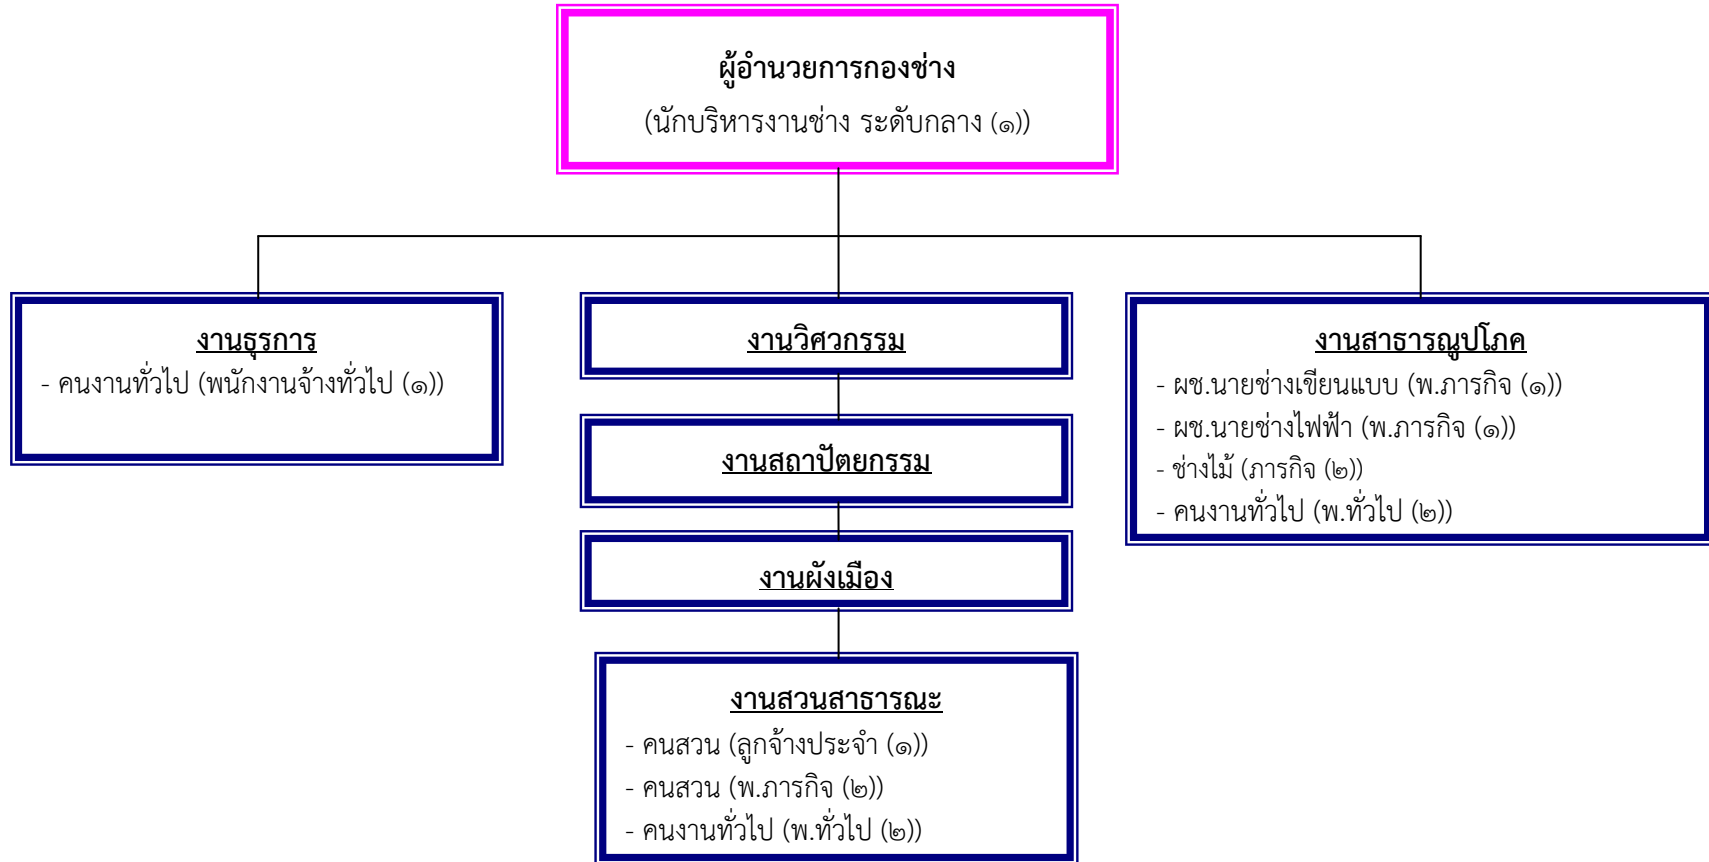 ผู้อำนวยการกองช่าง
(นักบริหารงานช่าง ระดับกลาง (๑))
งานธุรการ
- คนงานทั่วไป (พนักงานจ้างทั่วไป (๑))
งานวิศวกรรม
งานสถาปัตยกรรม
งานผังเมือง
งานสวนสาธารณะ
- คนสวน (ลูกจ้างประจำ (๑))
- คนสวน (พ.ภารกิจ (๒))
- คนงานทั่วไป (พ.ทั่วไป (๒))
งานสาธารณูปโภค
- ผช.นายช่างเขียนแบบ (พ.ภารกิจ (๑))
- ผช.นายช่างไฟฟ้า (พ.ภารกิจ (๑))
- ช่างไม้ (ภารกิจ (๒))
- คนงานทั่วไป (พ.ทั่วไป (๒))